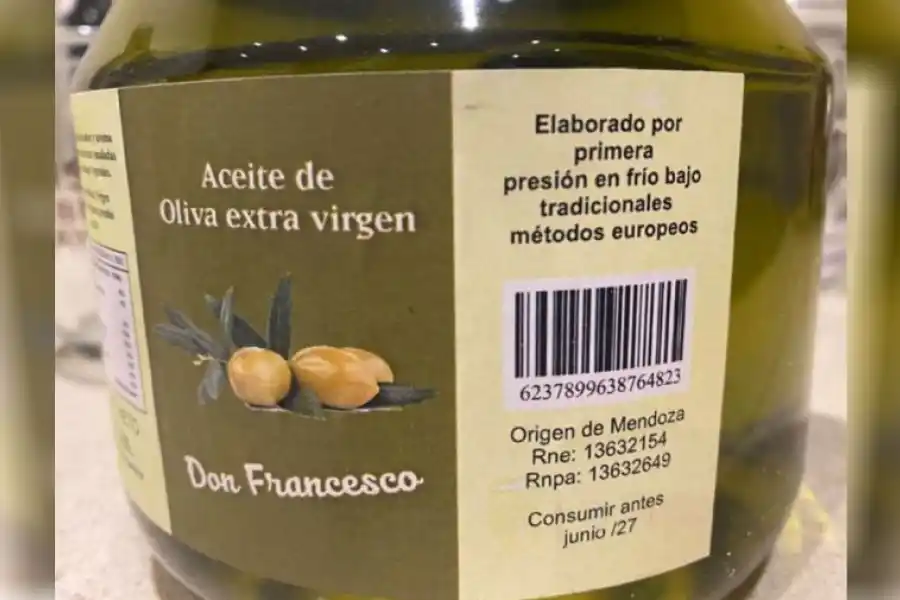 Aceite de
Oliva extra virgen
Don Francesco
Elaborado por
primera
presión en frío bajo
tradicionales
métodos europeos
6237899638764823
Origen de Mendoza
Rne: 13632154
Rnpa: 13632649
Consumir antes
junio /27